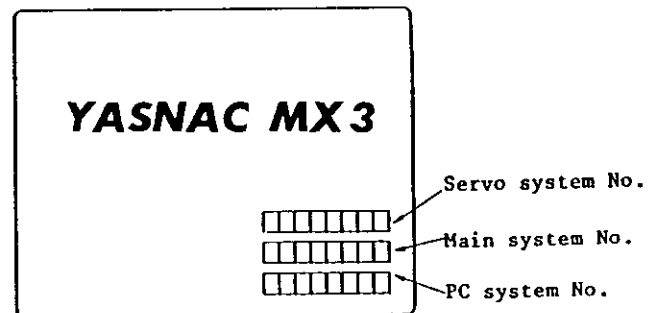 YASNAC MX3
Servo system No.
Main system No.
PC system No.